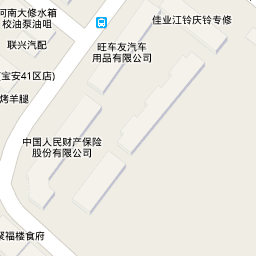 河南大修水箱
校油泵油咀
佳业江铃庆铃专修
联兴汽配
旺车友汽车
用品有限公司
(宝安41区店)
烤羊腿
中国人民财产保险
股份有限公司
聚福楼食府